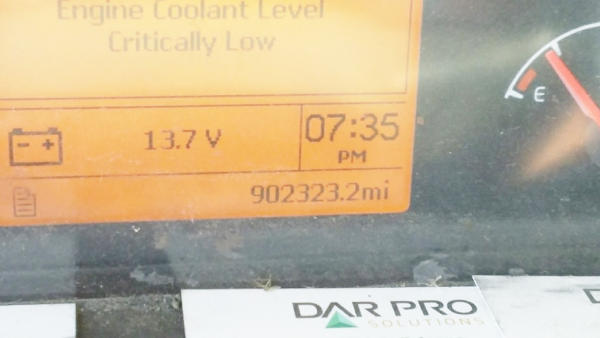 Engine Coolant Level
Critically Low
- +
13.7 V
07:35
PM
902323.2mi
E
DAR PRO
SOLUTIONS